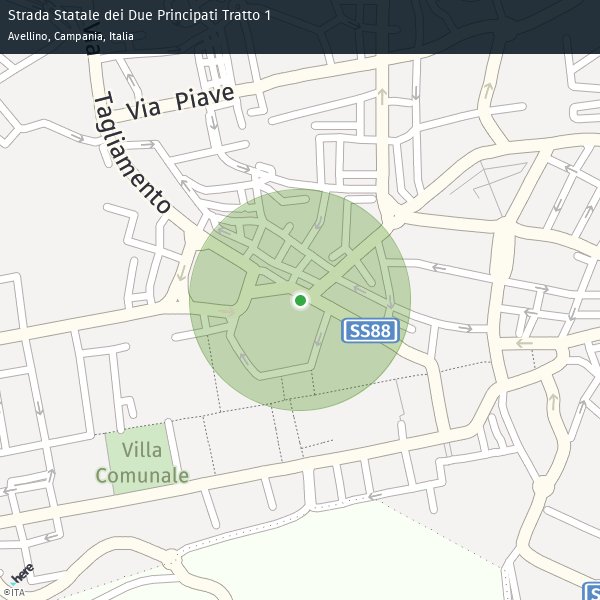 Strada Statale dei Due Principati Tratto 1
Avellino, Campania, Italia
Via Piave
Tagliamento
SS88
Villa
Comunale
here
©ITA